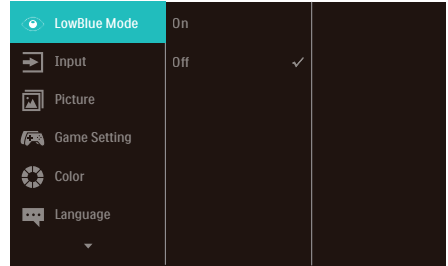 LowBlue Mode
On
Input
Off
Picture
Game Setting
Color
Language